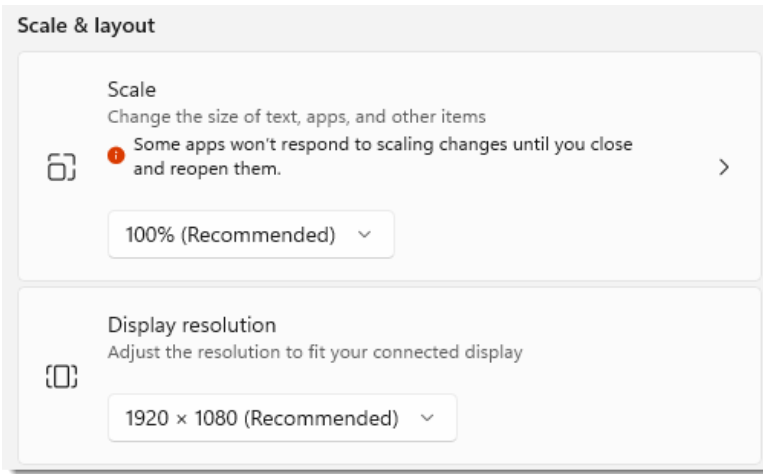 Scale & layout
Scale
Change the size of text, apps, and other items
Some apps won't respond to scaling changes until you close
and reopen them.
100% (Recommended)
Display resolution
Adjust the resolution to fit your connected display
1920 × 1080 (Recommended)